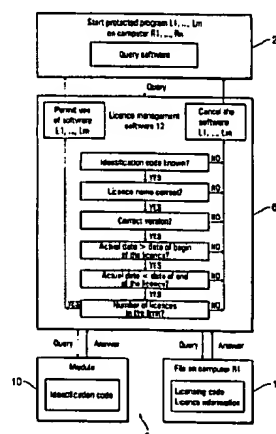 Start protected program L1, ..., Lm
on computer R1, ..., Rn
Query software
2
Query
Permit use
of software
L1, ..., Lm
Licence management
software 12
Cancel the
software
L1, ..., Lm
Identification code known?
NO
YES
Licence name correct?
NO
YES
Correct version?
NO
YES
Actual date > date of begin
of the licence?
NO
YES
Actual date < date of end
of the licence?
NO
YES
YES
Number of licences
in the limit?
NO
6
Query
Answer
Query
Answer
10
Module
Identification code
File on computer R1
Licensing code
Licence information